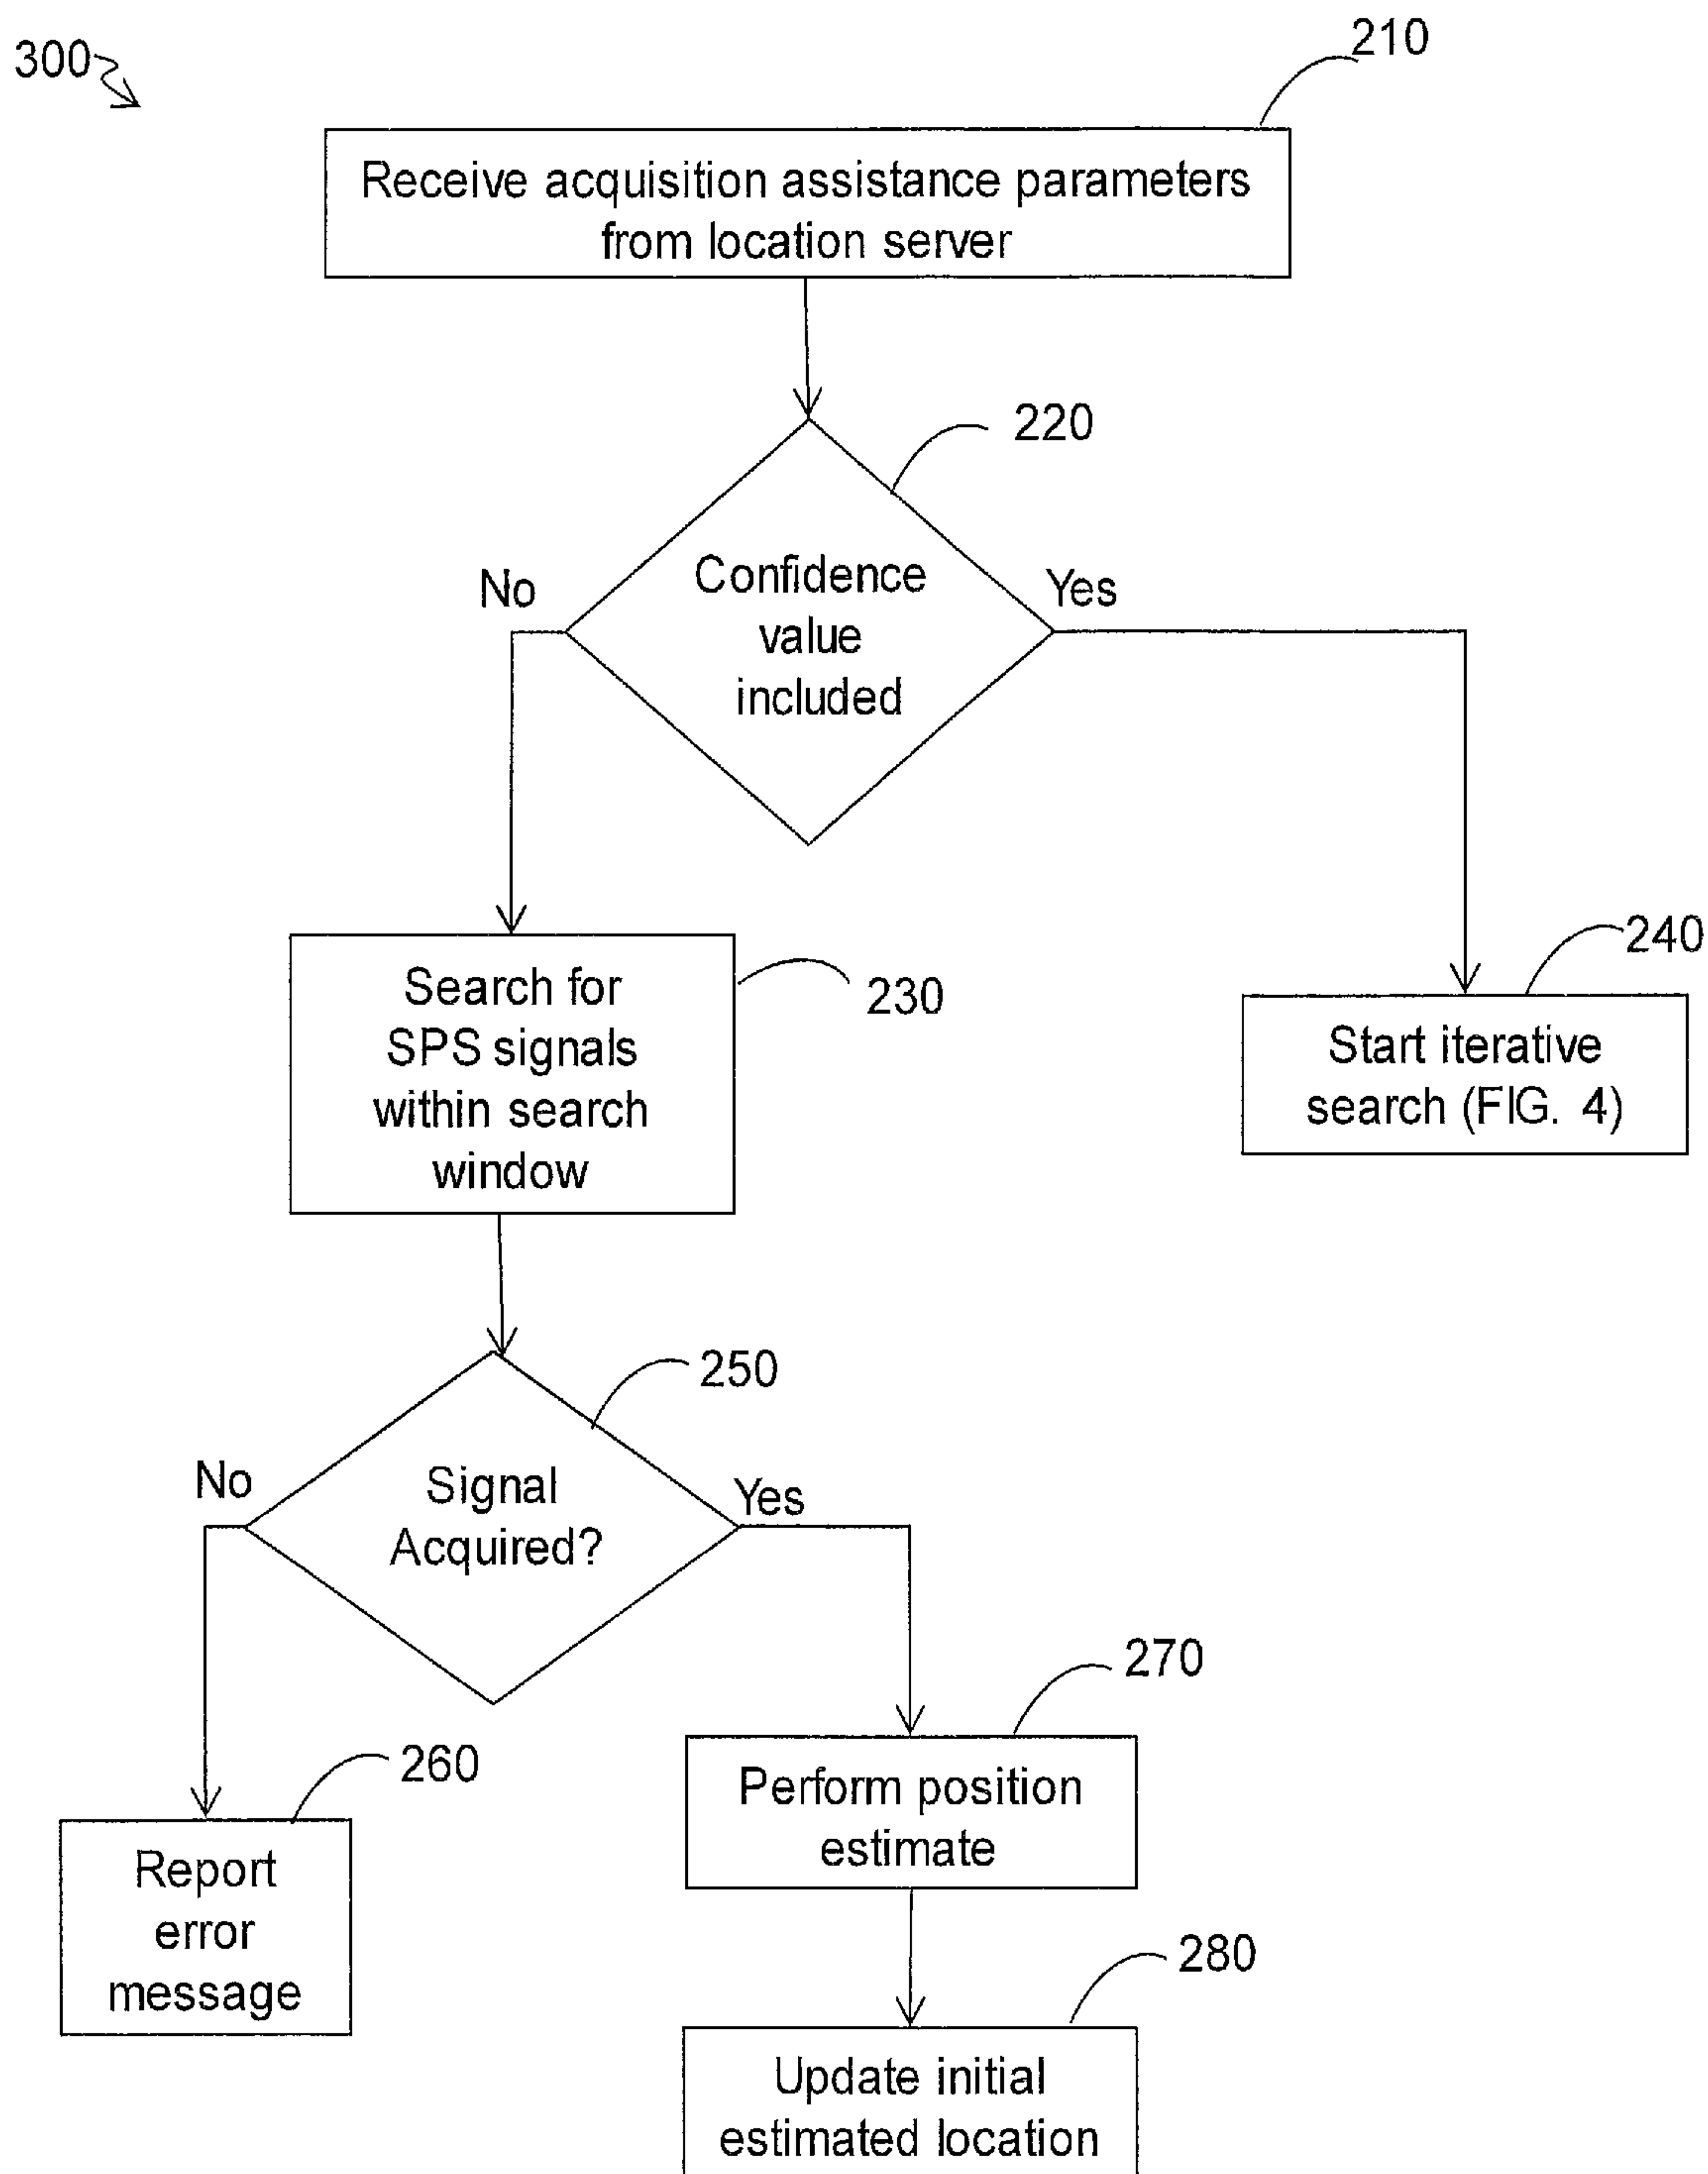 300
210
Receive acquisition assistance parameters
from location server
220
No
Confidence
value
included
Yes
240
Search for
SPS signals
within search
window
230
Start iterative
search (FIG. 4)
250
No
Signal
Acquired?
Yes
270
260
Perform position
estimate
Report
error
message
280
Update initial
estimated location